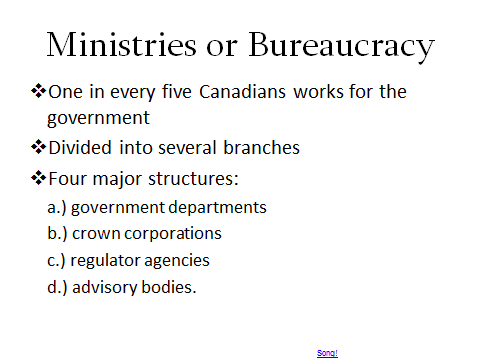 Ministries or Bureaucracy
❖One in every five Canadians works for the
government
❖Divided into several branches
❖Four major structures:
a.) government departments
b.) crown corporations
c.) regulator agencies
d.) advisory bodies.
Song!